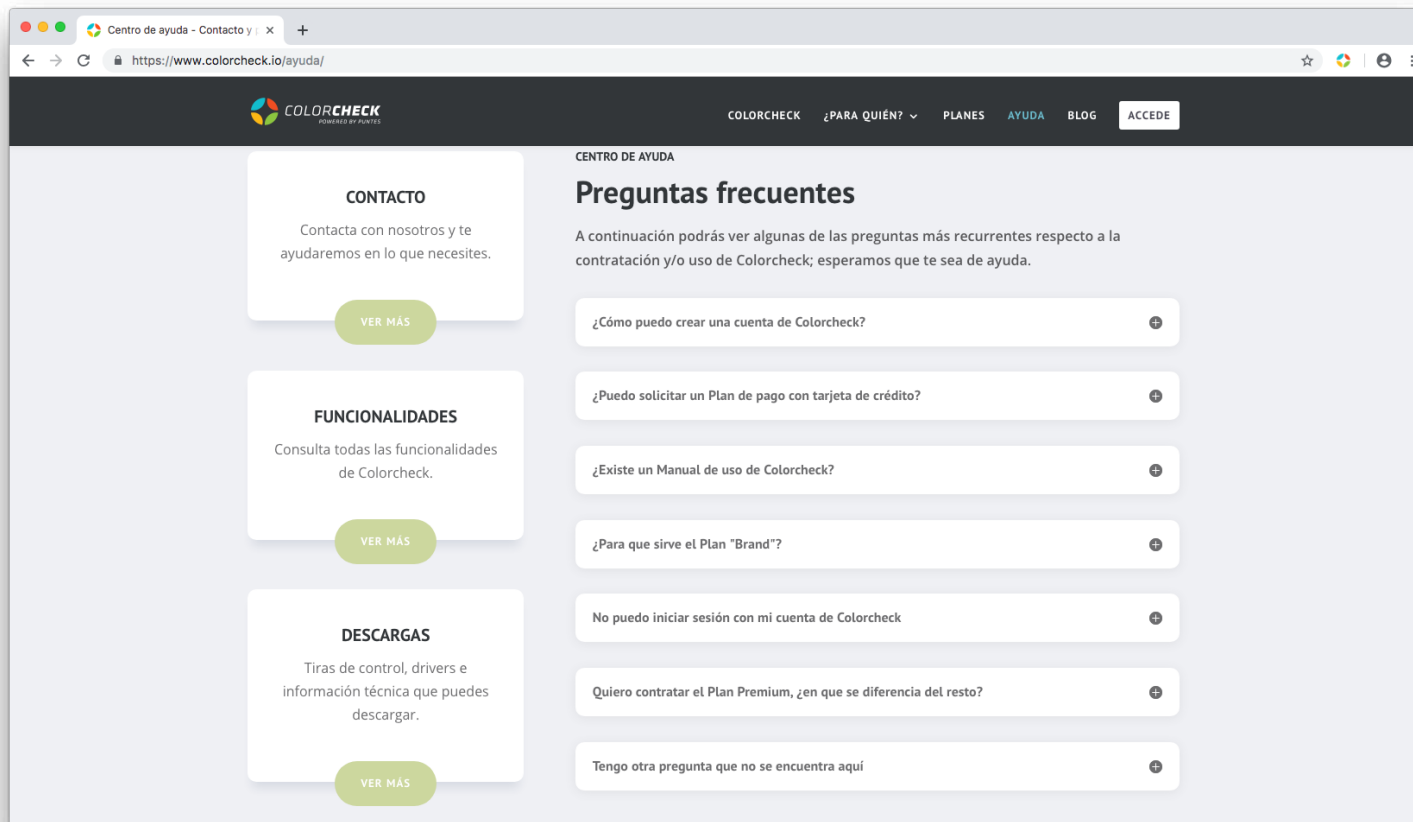 Centro de ayuda - Contacto y
https://www.colorcheck.io/ayuda/
COLORCHECK
POWERED BY PUNTES
COLORCHECK
¿PARA QUIÉN?
PLANES
AYUDA
BLOG
ACCEDE
CONTACTO
Contacta con nosotros y te
ayudaremos en lo que necesites.
VER MÁS
FUNCIONALIDADES
Consulta todas las funcionalidades
de Colorcheck.
VER MÁS
DESCARGAS
Tiras de control, drivers e
información técnica que puedes
descargar.
VER MÁS
CENTRO DE AYUDA
Preguntas frecuentes
A continuación podrás ver algunas de las preguntas más recurrentes respecto a la
contratación y/o uso de Colorcheck; esperamos que te sea de ayuda.
¿Cómo puedo crear una cuenta de Colorcheck?
¿Puedo solicitar un Plan de pago con tarjeta de crédito?
¿Existe un Manual de uso de Colorcheck?
¿Para que sirve el Plan "Brand"?
No puedo iniciar sesión con mi cuenta de Colorcheck
Quiero contratar el Plan Premium, ¿en que se diferencia del resto?
Tengo otra pregunta que no se encuentra aquí